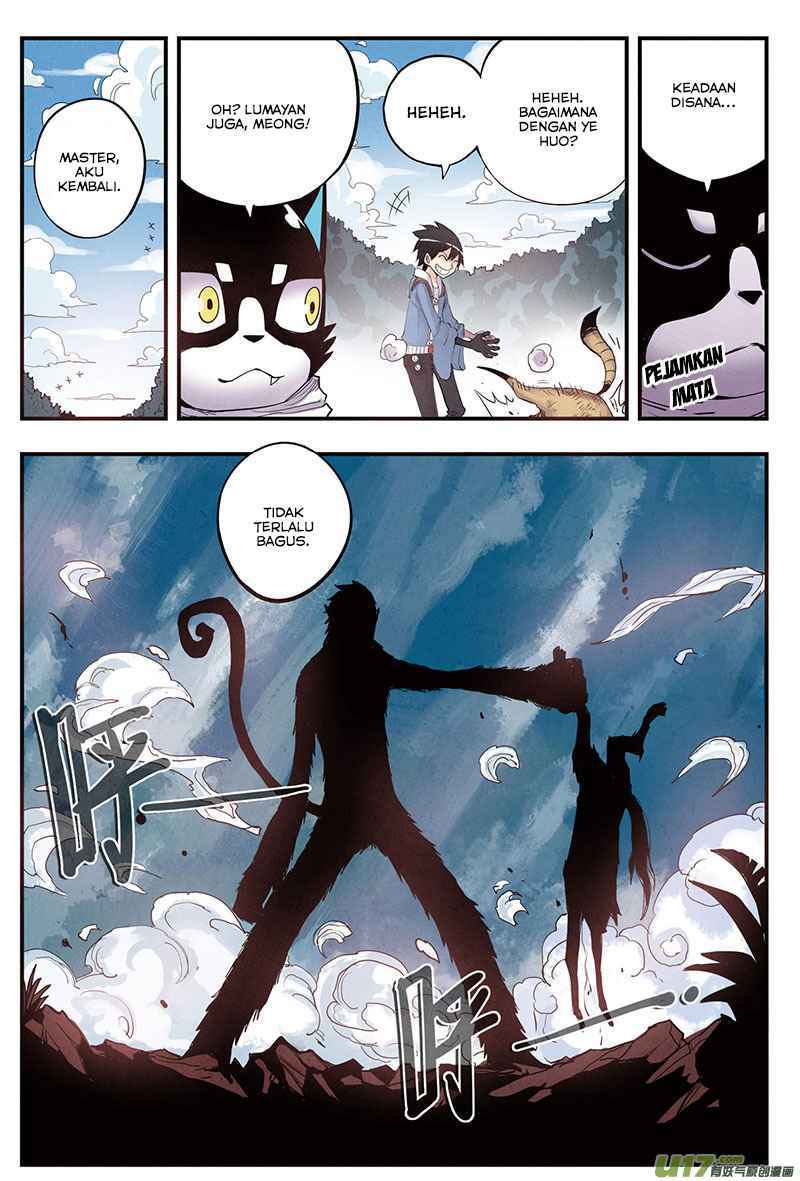 MASTER,
AKU
KEMBALI.
OH? LUMAYAN
JUGA, MEONG!
HEHEH.
HEHEH.
BAGAIMANA
DENGAN YE
HUO?
KEADAAN
DISANA...
PEJAMKAN
MATA
TIDAK
TERLALU
BAGUS.
呼
呼
U17.com
有妖气原创漫画